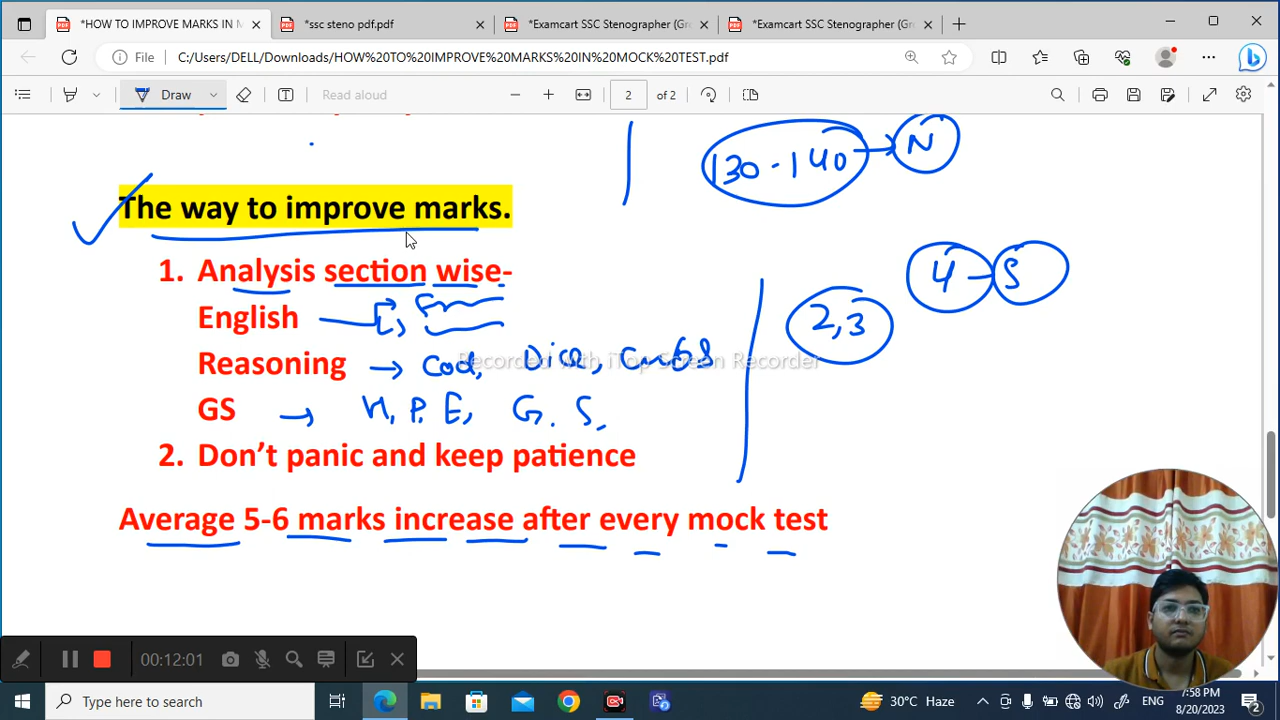 *HOW TO IMPROVE MARKS IN M
*ssc steno pdf.pdf
*Examcart SSC Stenographer (Gr
*Examcart SSC Stenographer (Gr
File
C:/Users/DELL/Downloads/HOW%20TO%20IMPROVE%20MARKS%20IN%20MOCK%20TEST.pdf
Draw
Read aloud
2 of 2
130-140 N
The way to improve marks.
1. Analysis section wise-
4 - 5
English
2,3
Reasoning → Cod,
Recorded with iTop Screen Recorder
GS → H, P, E, G, S,
2. Don't panic and keep patience
Average 5-6 marks increase after every mock test
00:12:01
Type here to search
30°C Haze
ENG
7:58 PM
8/20/2023
2